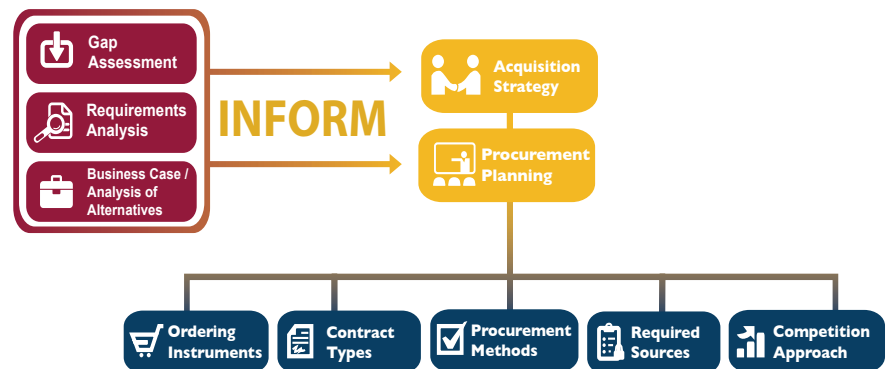 Gap
Assessment
Requirements
Analysis
Business Case /
Analysis of
Alternatives
INFORM
Acquisition
Strategy
Procurement
Planning
Ordering
Instruments
Contract
Types
Procurement
Methods
Required
Sources
Competition
Approach